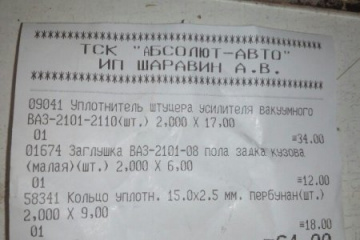 ************************************
ТСК "АБСОЛЮТ-АВТО"
ИП ШАРАВИН А.В.
************************************
09041 Уплотнитель штуцера усилителя вакуумного
ВАЗ-2101-2110(шт.) 2,000 X 17.00
01 =34.00
01674 Заглушка ВАЗ-2101-08 пола задка кузова
(малая)(шт.) 2,000 X 6,00
01 =12.00
58341 Кольцо уплотн. 15.0х2.5 мм. пербунан(шт.)
2,000 X 9,00
01 =18.00